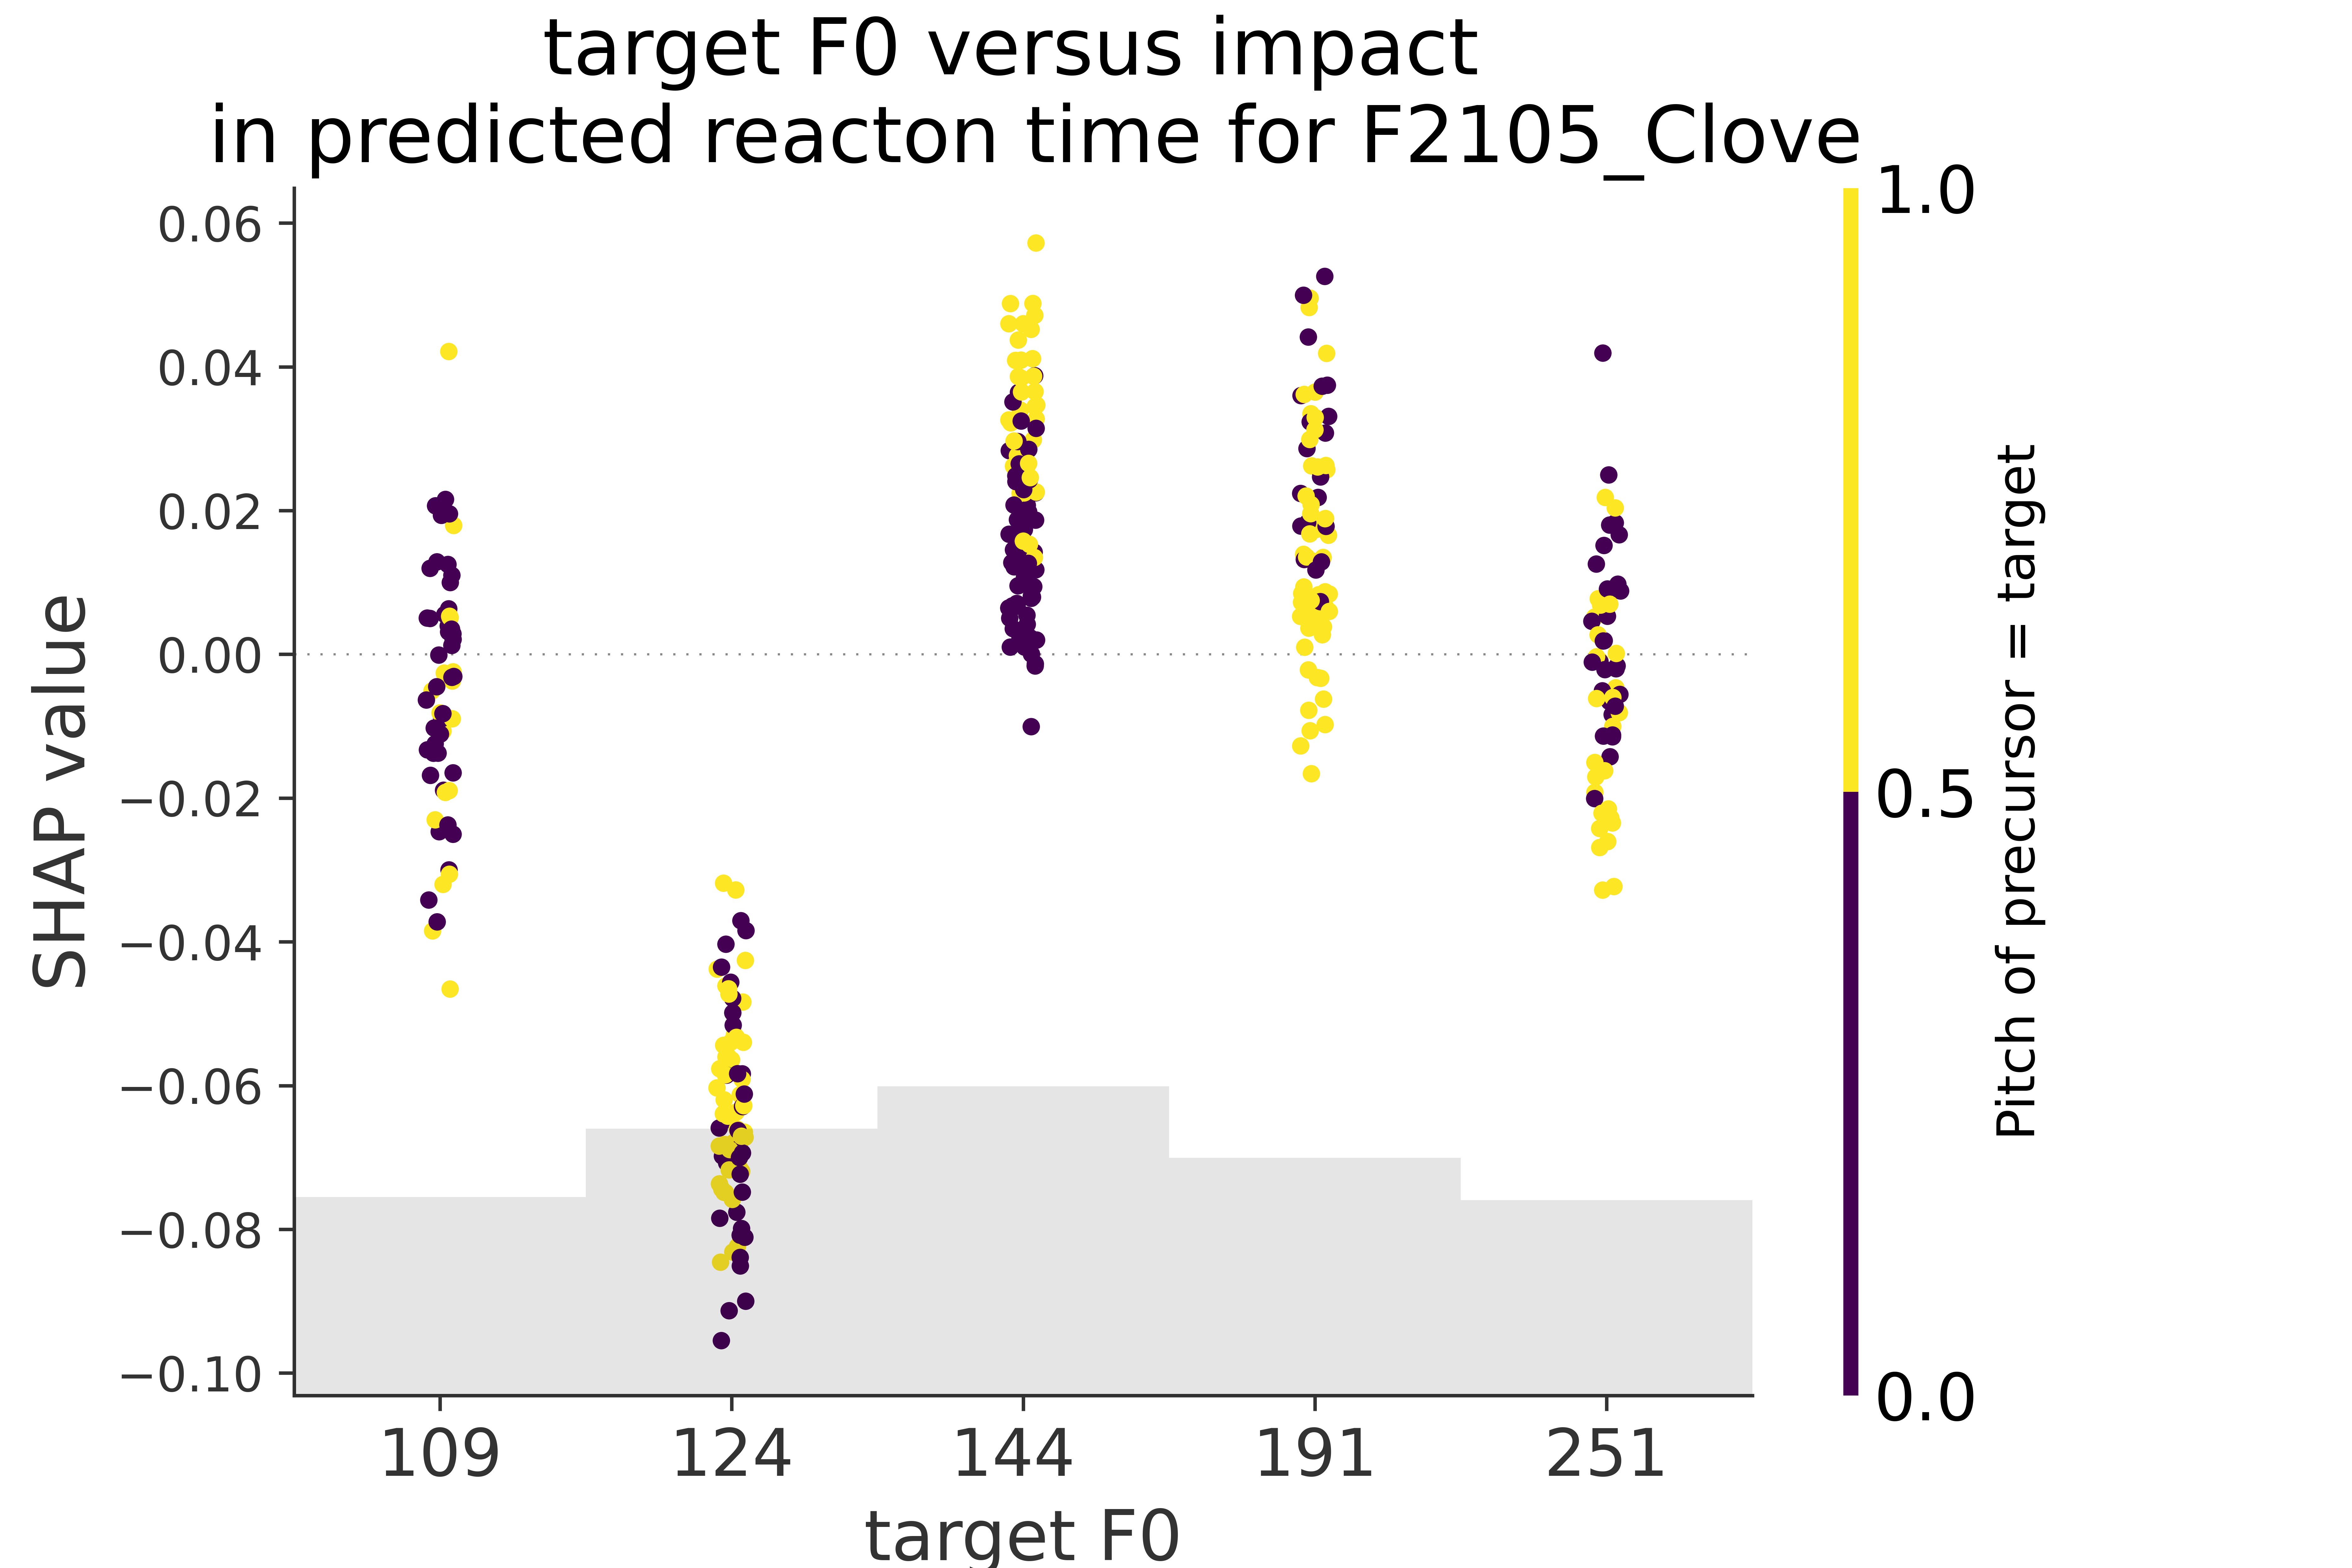 target F0 versus impact
in predicted reacton time for F2105_Clove
SHAP value
0.06
0.04
0.02
0.00
−0.02
−0.04
−0.06
−0.08
−0.10
109 124 144 191 251
target F0
1.0
0.5
0.0
Pitch of precursor = target